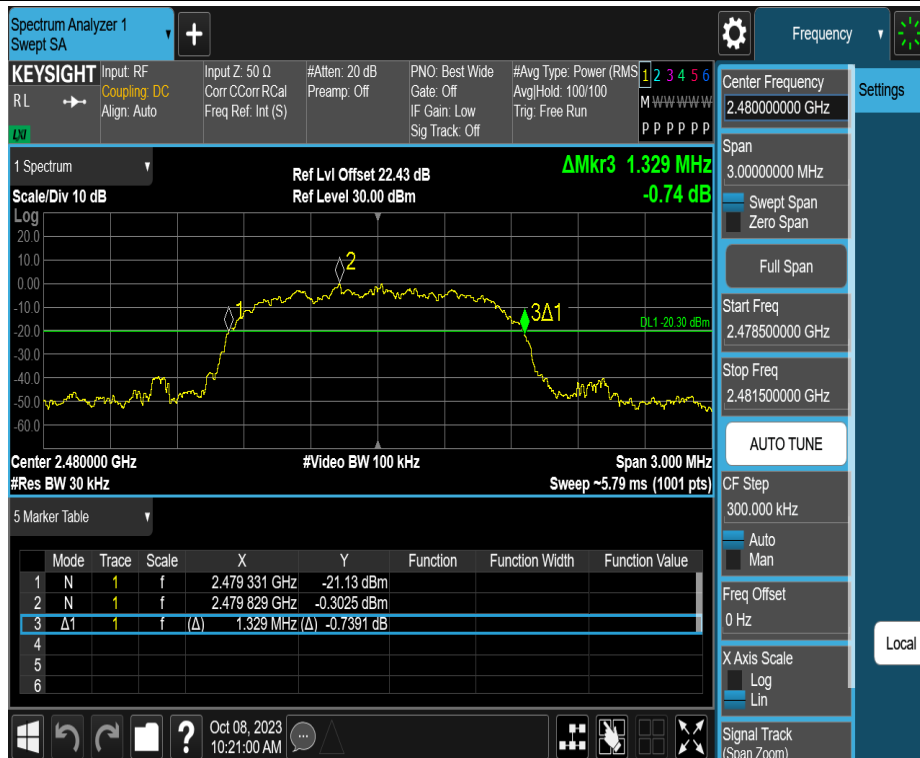 Spectrum Analyzer 1
Swept SA
+
Frequency
KEYSIGHT
RL
LXI
Input: RF
Coupling: DC
Align: Auto
Input Z: 50 Ω
Corr CCorr RCal
Freq Ref: Int (S)
#Atten: 20 dB
Preamp: Off
PNO: Best Wide
Gate: Off
IF Gain: Low
Sig Track: Off
#Avg Type: Power (RMS
Avg|Hold: 100/100
Trig: Free Run
1 2 3 4 5 6
M W W W W W
P P P P P P
Center Frequency
2.480000000 GHz
Settings
Span
3.00000000 MHz
Swept Span
Zero Span
Full Span
Start Freq
2.478500000 GHz
Stop Freq
2.481500000 GHz
AUTO TUNE
CF Step
300.000 kHz
Auto
Man
Freq Offset
0 Hz
X Axis Scale
Log
Lin
Signal Track
(Span Zoom)
Local
1 Spectrum
Scale/Div 10 dB
Log
Ref Lvl Offset 22.43 dB
Ref Level 30.00 dBm
ΔMkr3 1.329 MHz
-0.74 dB
20.0
10.0
0.00
-10.0
-20.0
-30.0
-40.0
-50.0
-60.0
1
2
3Δ1
DL1 -20.30 dBm
Center 2.480000 GHz
#Video BW 100 kHz
Span 3.000 MHz
#Res BW 30 kHz
Sweep ~5.79 ms (1001 pts)
5 Marker Table
Mode Trace Scale X Y Function Function Width Function Value
1 N 1 f 2.479 331 GHz -21.13 dBm
2 N 1 f 2.479 829 GHz -0.3025 dBm
3 Δ1 1 f (Δ) 1.329 MHz (Δ) -0.7391 dB
4
5
6
?
Oct 08, 2023
10:21:00 AM